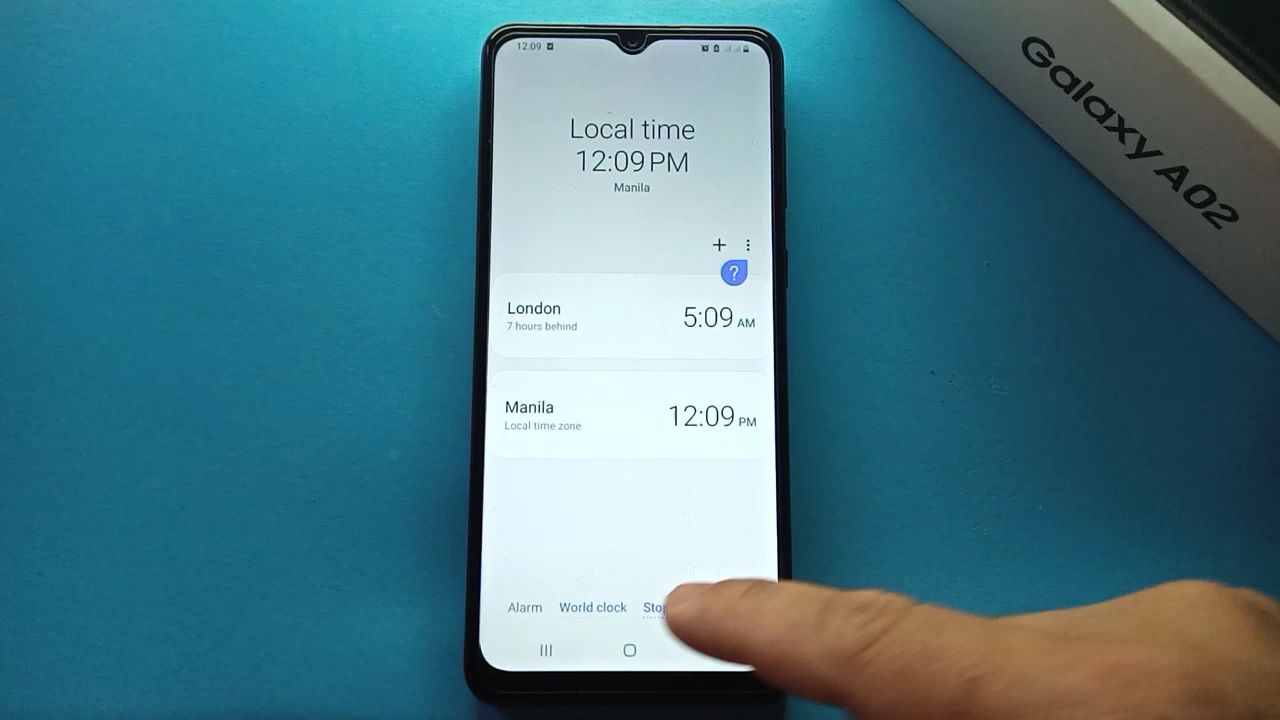 12:09
Local time
12:09 PM
Manila
+
?
London
7 hours behind
5:09 AM
Manila
Local time zone
12:09 PM
Alarm World clock Sto
Galaxy A02